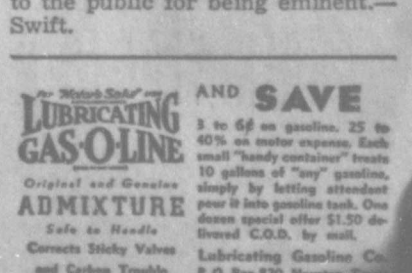 to the public for being eminent.—
Swift.
For "Motor's Sake" use
LUBRICATING
GAS-O-LINE
Original and Genuine
ADMIXTURE
Safe to Handle
Corrects Sticky Valves
and Carbon Trouble
AND SAVE
3 to 6¢ on gasoline. 25 to
40% on motor expense. Each
small "handy container" treats
10 gallons of "any" gasoline,
simply by letting attendant
pour it into gasoline tank. One
dozen special offer $1.50 de-
livered C.O.D. by mail.
Lubricating Gasoline Co.
P.O. Box 820